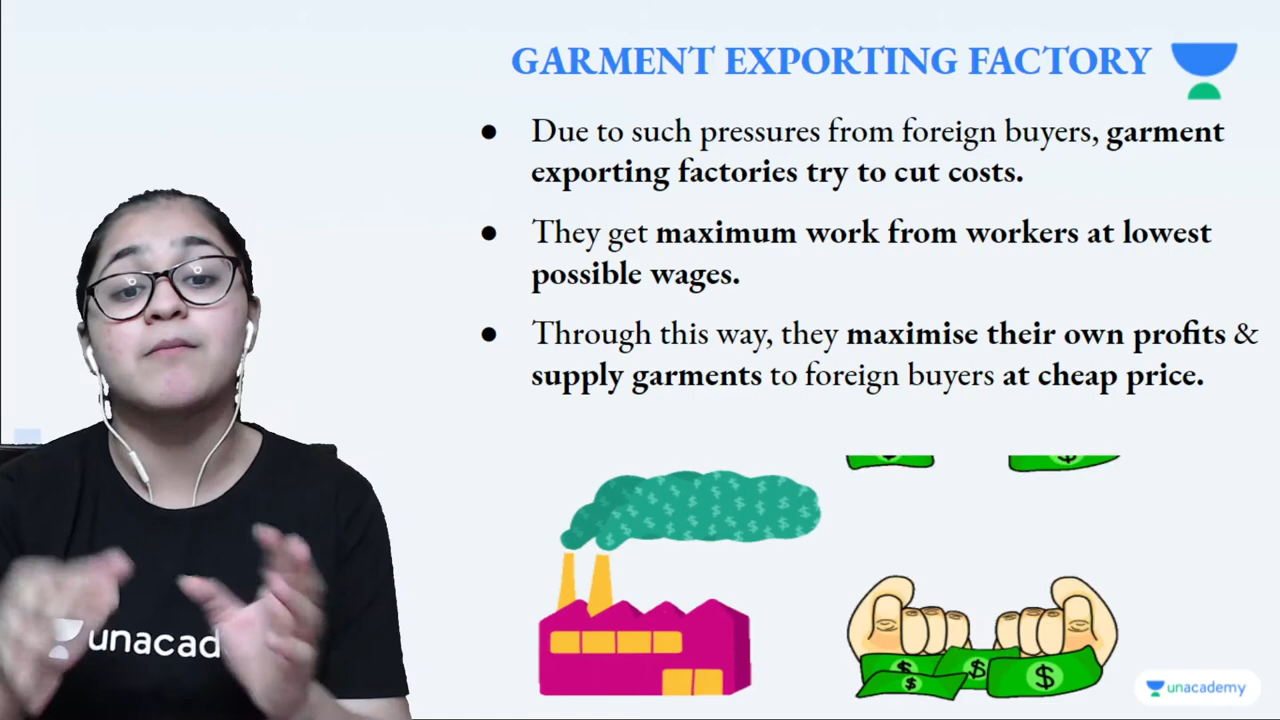 GARMENT EXPORTING FACTORY
● Due to such pressures from foreign buyers, garment
exporting factories try to cut costs.
● They get maximum work from workers at lowest
possible wages.
● Through this way, they maximise their own profits &
supply garments to foreign buyers at cheap price.
unacad
unacademy